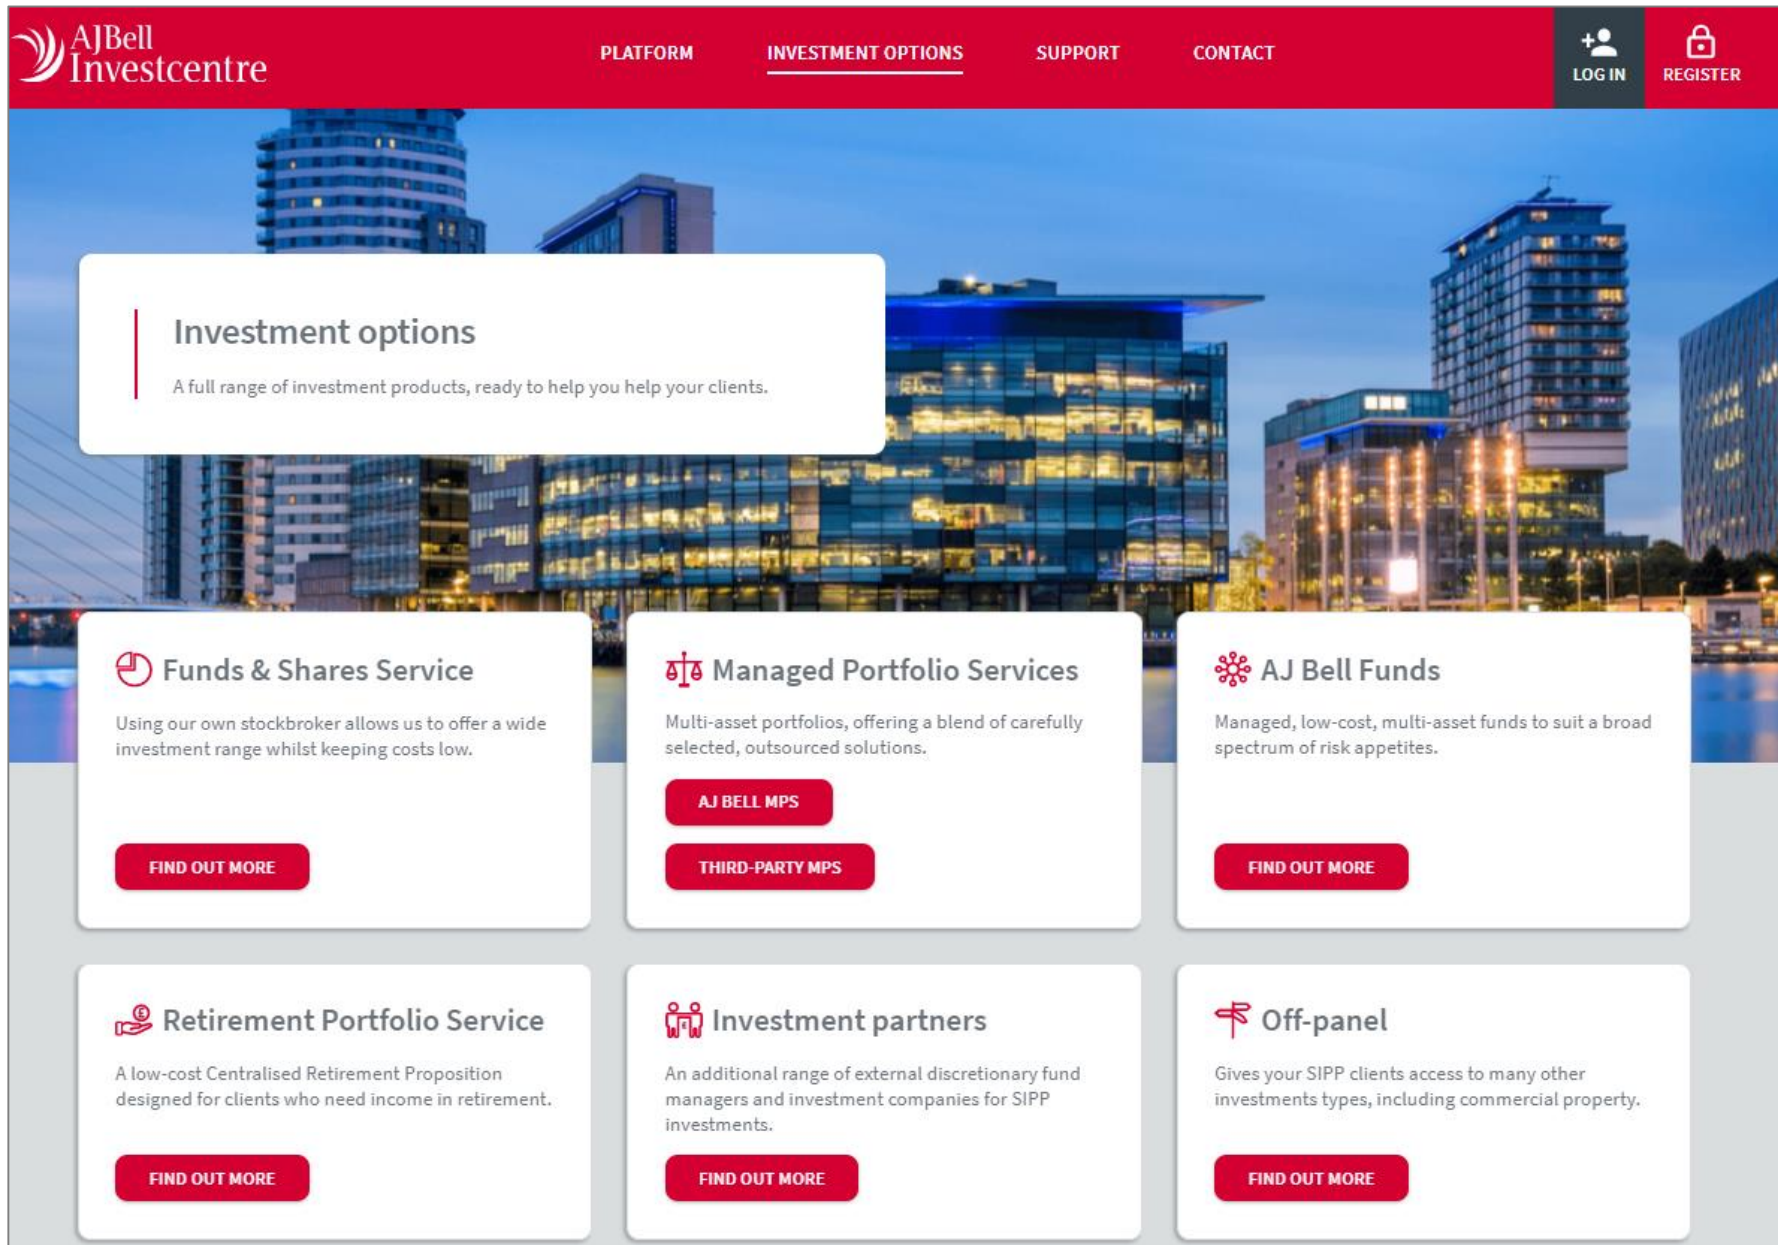 AJBell
Investcentre
PLATFORM
INVESTMENT OPTIONS
SUPPORT
CONTACT
LOG IN
REGISTER
Investment options
A full range of investment products, ready to help you help your clients.
Funds & Shares Service
Using our own stockbroker allows us to offer a wide
investment range whilst keeping costs low.
FIND OUT MORE
Managed Portfolio Services
Multi-asset portfolios, offering a blend of carefully
selected, outsourced solutions.
AJ BELL MPS
THIRD-PARTY MPS
AJ Bell Funds
Managed, low-cost, multi-asset funds to suit a broad
spectrum of risk appetites.
FIND OUT MORE
Retirement Portfolio Service
A low-cost Centralised Retirement Proposition
designed for clients who need income in retirement.
FIND OUT MORE
Investment partners
An additional range of external discretionary fund
managers and investment companies for SIPP
investments.
FIND OUT MORE
Off-panel
Gives your SIPP clients access to many other
investments types, including commercial property.
FIND OUT MORE